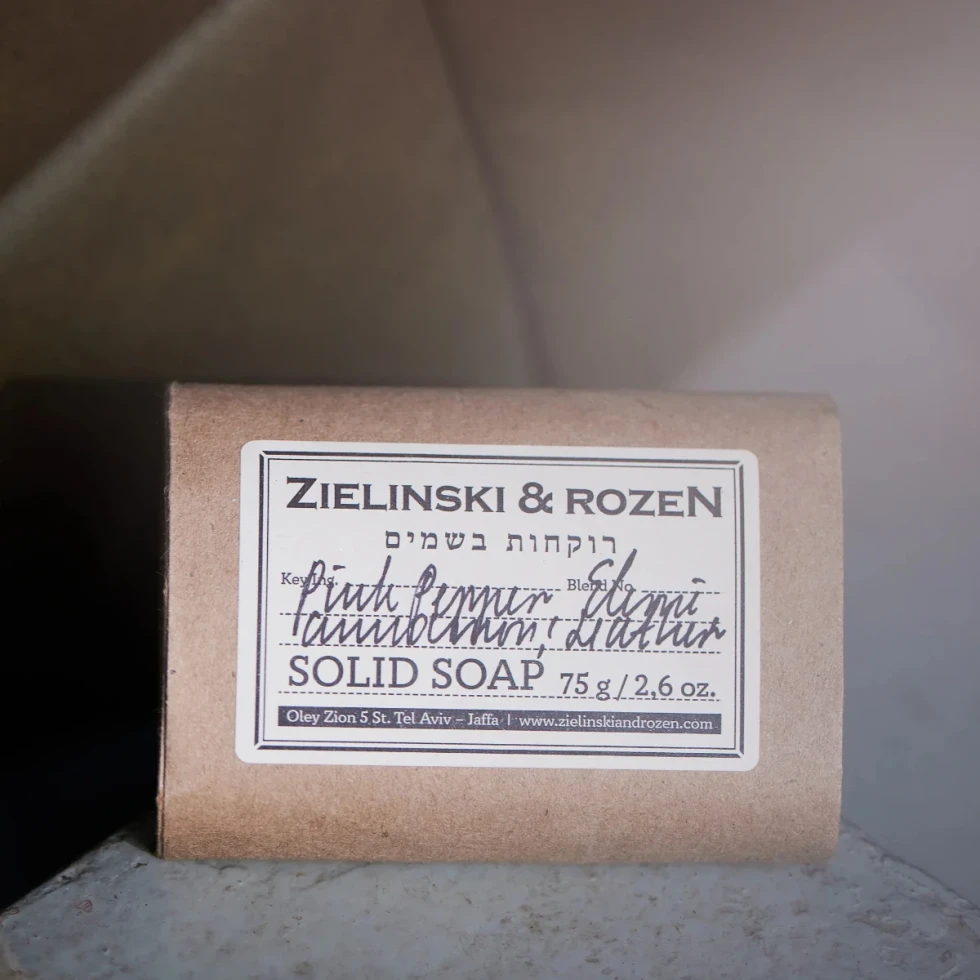 ZIELINSKI & ROZEN
רוקחות בשמים
Key Ing. Pink Pepper Blend No. Elemi
Cinnamon, Leather
SOLID SOAP 75 g / 2,6 oz.
Oley Zion 5 St. Tel Aviv – Jaffa | www.zielinskiandrozen.com